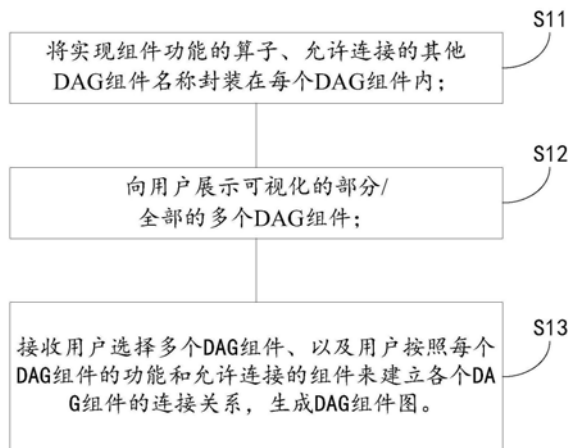 S11
将实现组件功能的算子、允许连接的其他
DAG组件名称封装在每个DAG组件内；
S12
向用户展示可视化的部分/
全部的多个DAG组件；
S13
接收用户选择多个DAG组件、以及用户按照每个
DAG组件的功能和允许连接的组件来建立各个DA
G组件的连接关系，生成DAG组件图。